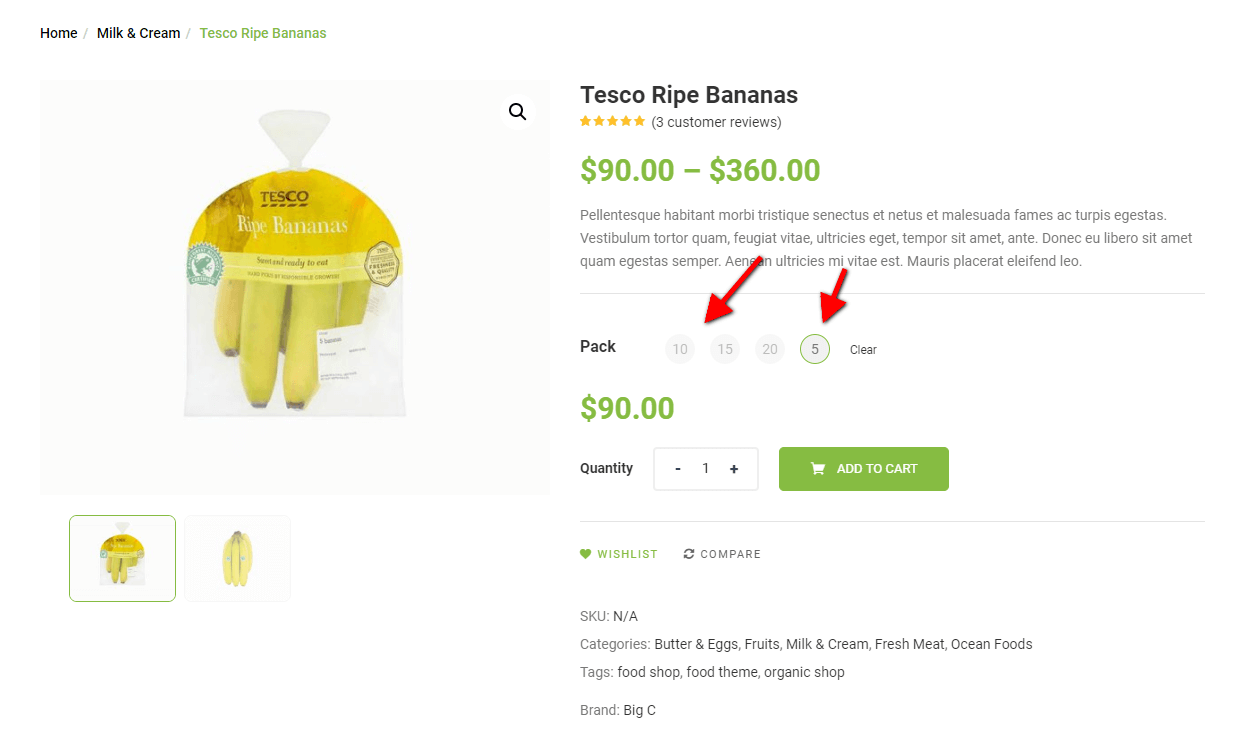 Home / Milk & Cream / Tesco Ripe Bananas
TESCO
Ripe Bananas
Sweet and ready to eat
5 bananas
Tesco Ripe Bananas
(3 customer reviews)
$90.00 – $360.00
Pellentesque habitant morbi tristique senectus et netus et malesuada fames ac turpis egestas.
Vestibulum tortor quam, feugiat vitae, ultricies eget, tempor sit amet, ante. Donec eu libero sit amet
quam egestas semper. Aenean ultricies mi vitae est. Mauris placerat eleifend leo.
Pack 10 15 20 5 Clear
$90.00
Quantity - 1 + ADD TO CART
WISHLIST COMPARE
SKU: N/A
Categories: Butter & Eggs, Fruits, Milk & Cream, Fresh Meat, Ocean Foods
Tags: food shop, food theme, organic shop
Brand: Big C